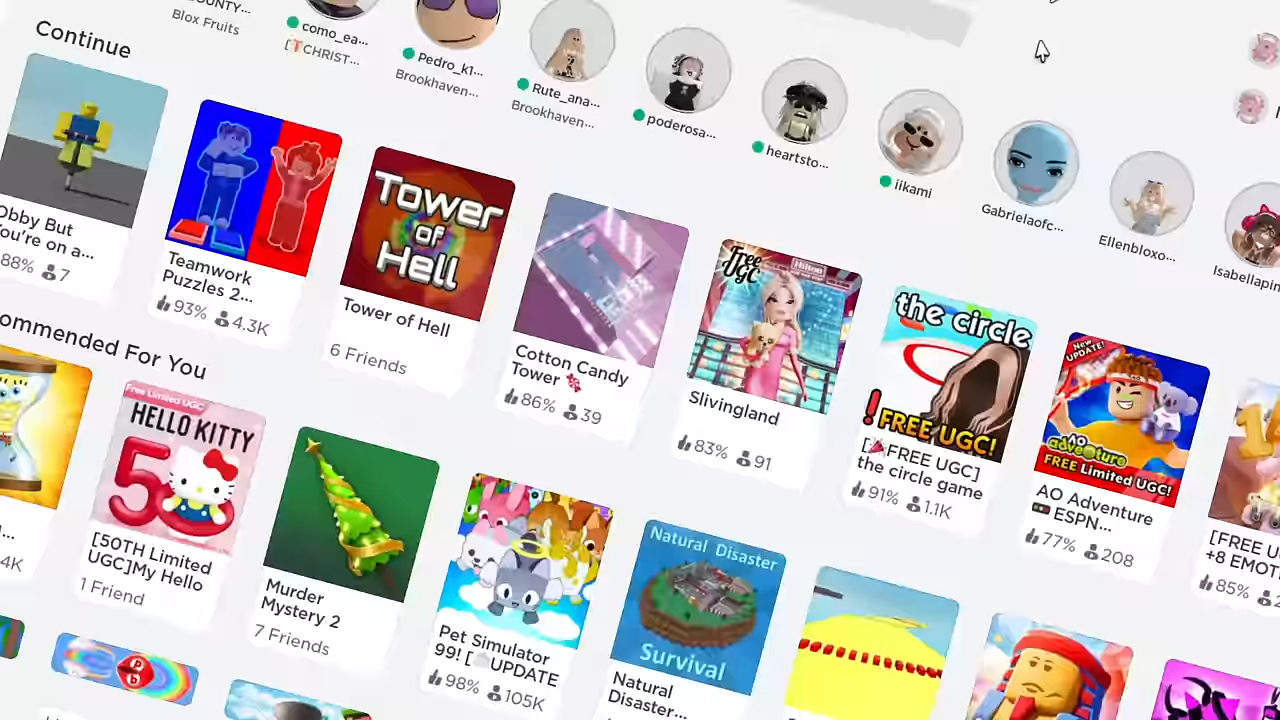 Blox Fruits
como_ea...
[🎁CHRIST...
Pedro_k1...
Brookhaven...
Rute_ana...
Brookhaven...
poderosa...
heartsto...
iikami
Gabrielaofc...
Ellenbloxo...
Continue
Obby But
You're on a...
88% 7
Teamwork
Puzzles 2...
93% 4.3K
Tower
of
Hell
Tower of Hell
6 Friends
Cotton Candy
Tower 🍬
86% 39
Free
UGC
Hilton
Slivingland
83% 91
the circle
! FREE UGC!
[🎉FREE UGC]
the circle game
91% 1.1K
New
UPDATE!
AO
adventure
FREE Limited UGC!
AO Adventure
ESPN...
77% 208
+8 EMOT
85%
ommended For You
4K
Free Limited UGC
HELLO KITTY
50
[50TH Limited
UGC]My Hello
1 Friend
Murder
Mystery 2
7 Friends
Pet Simulator
99! [☁️UPDATE
98% 105K
Natural Disaster
Survival
Natural
Disaster...